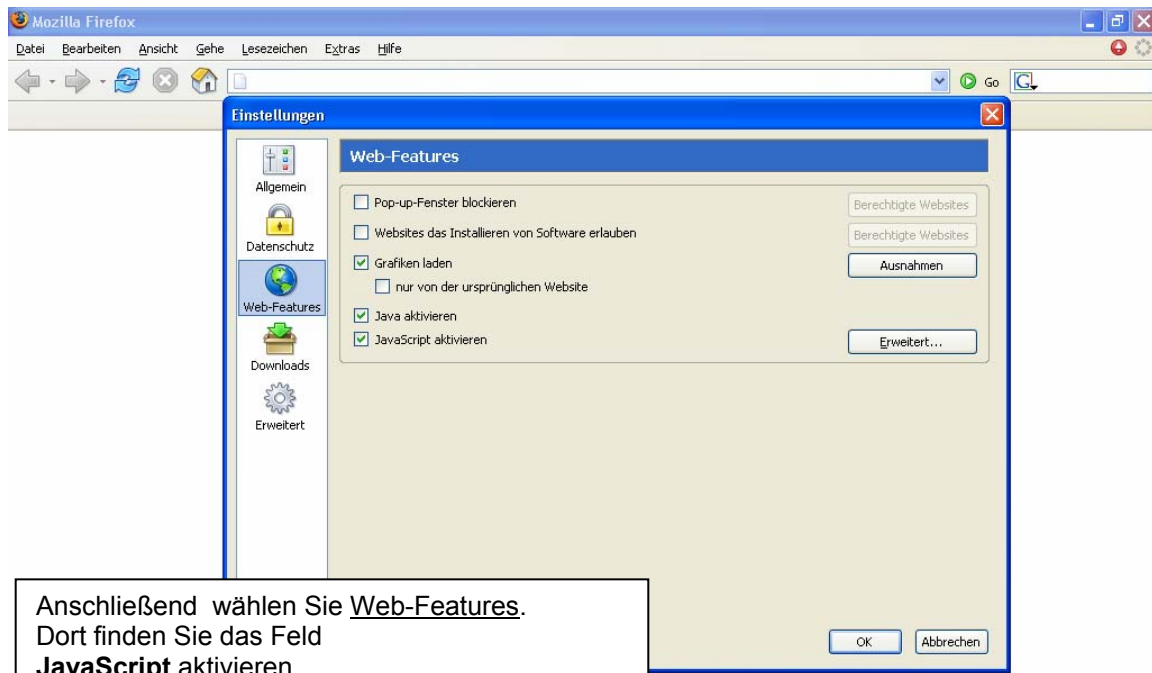 Mozilla Firefox
Datei Bearbeiten Ansicht Gehe Lesezeichen Extras Hilfe
Go G
Einstellungen
Allgemein
Datenschutz
Web-Features
Downloads
Erweitert
Web-Features
Pop-up-Fenster blockieren
Berechtigte Websites
Websites das Installieren von Software erlauben
Berechtigte Websites
Grafiken laden
Ausnahmen
nur von der ursprünglichen Website
Java aktivieren
JavaScript aktivieren
Erweitert...
OK Abbrechen
Anschließend wählen Sie Web-Features.
Dort finden Sie das Feld
JavaScript aktivieren